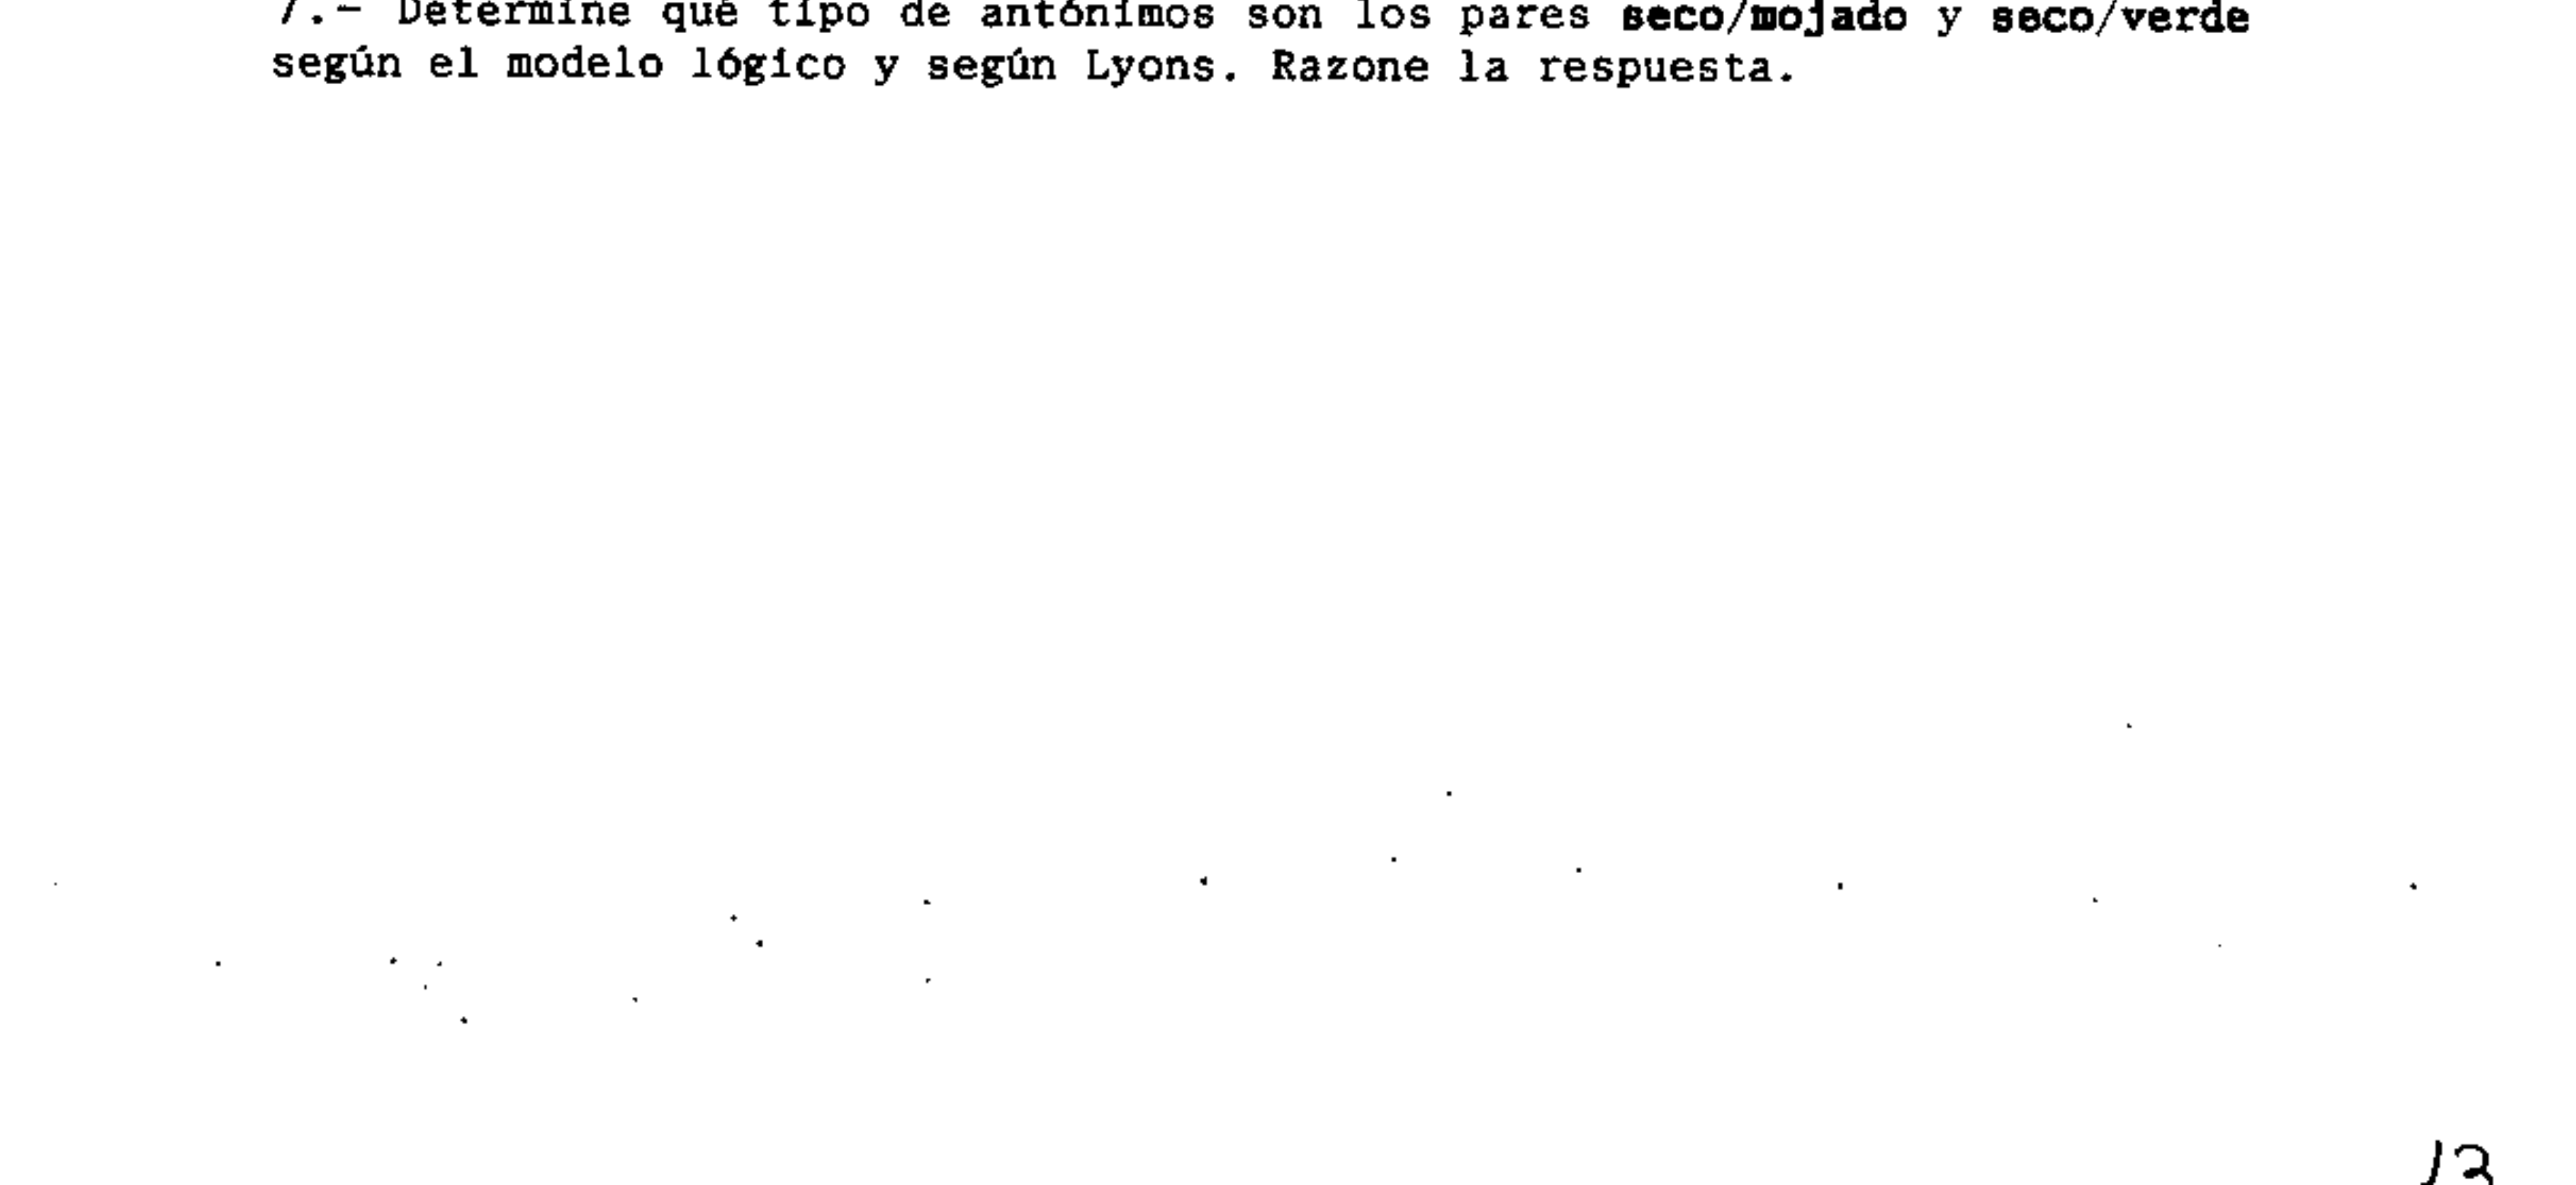 7.- Determine qué tipo de antónimos son los pares seco/mojado y seco/verde
según el modelo lógico y según Lyons. Razone la respuesta.
13